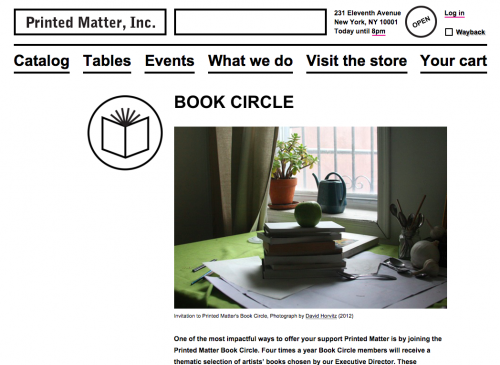 Printed Matter, Inc.
231 Eleventh Avenue
New York, NY 10001
Today until 8pm
OPEN
Log in
Wayback
Catalog Tables Events What we do Visit the store Your cart
BOOK CIRCLE
Invitation to Printed Matter's Book Circle, Photograph by David Horvitz (2012)
One of the most impactful ways to offer your support Printed Matter is by joining the
Printed Matter Book Circle. Four times a year Book Circle members will receive a
thematic selection of artists' books chosen by our Executive Director. These